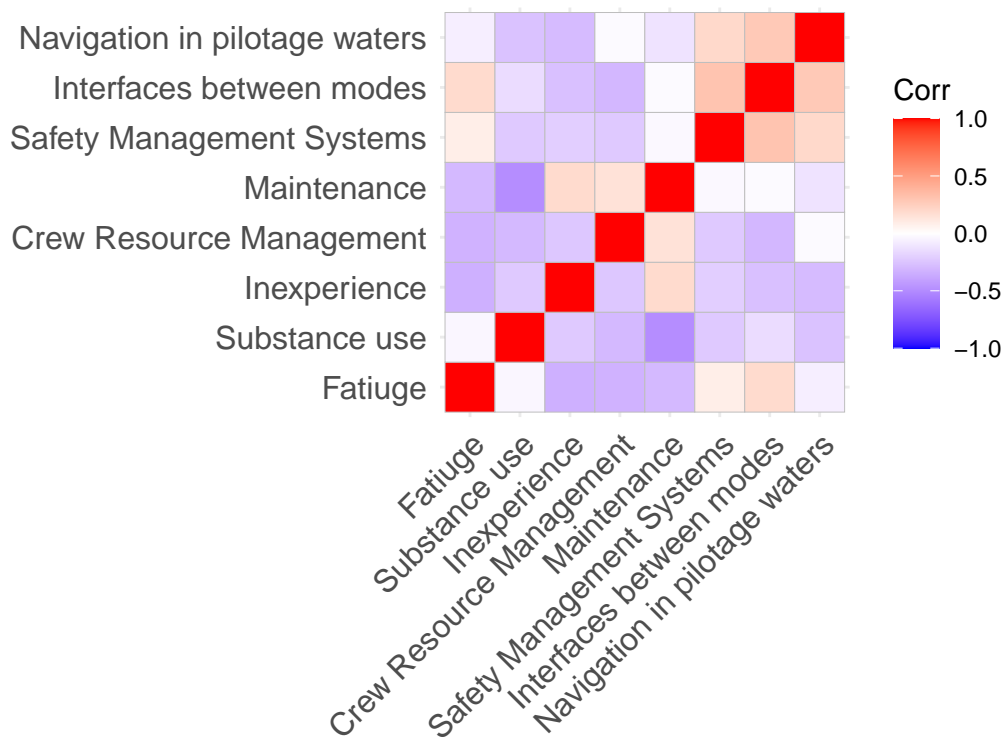 Navigation in pilotage waters
Interfaces between modes
Safety Management Systems
Maintenance
Crew Resource Management
Inexperience
Substance use
Fatiuge
Fatiuge
Substance use
Inexperience
Crew Resource Management
Maintenance
Safety Management Systems
Interfaces between modes
Navigation in pilotage waters
Corr
1.0
0.5
0.0
−0.5
−1.0